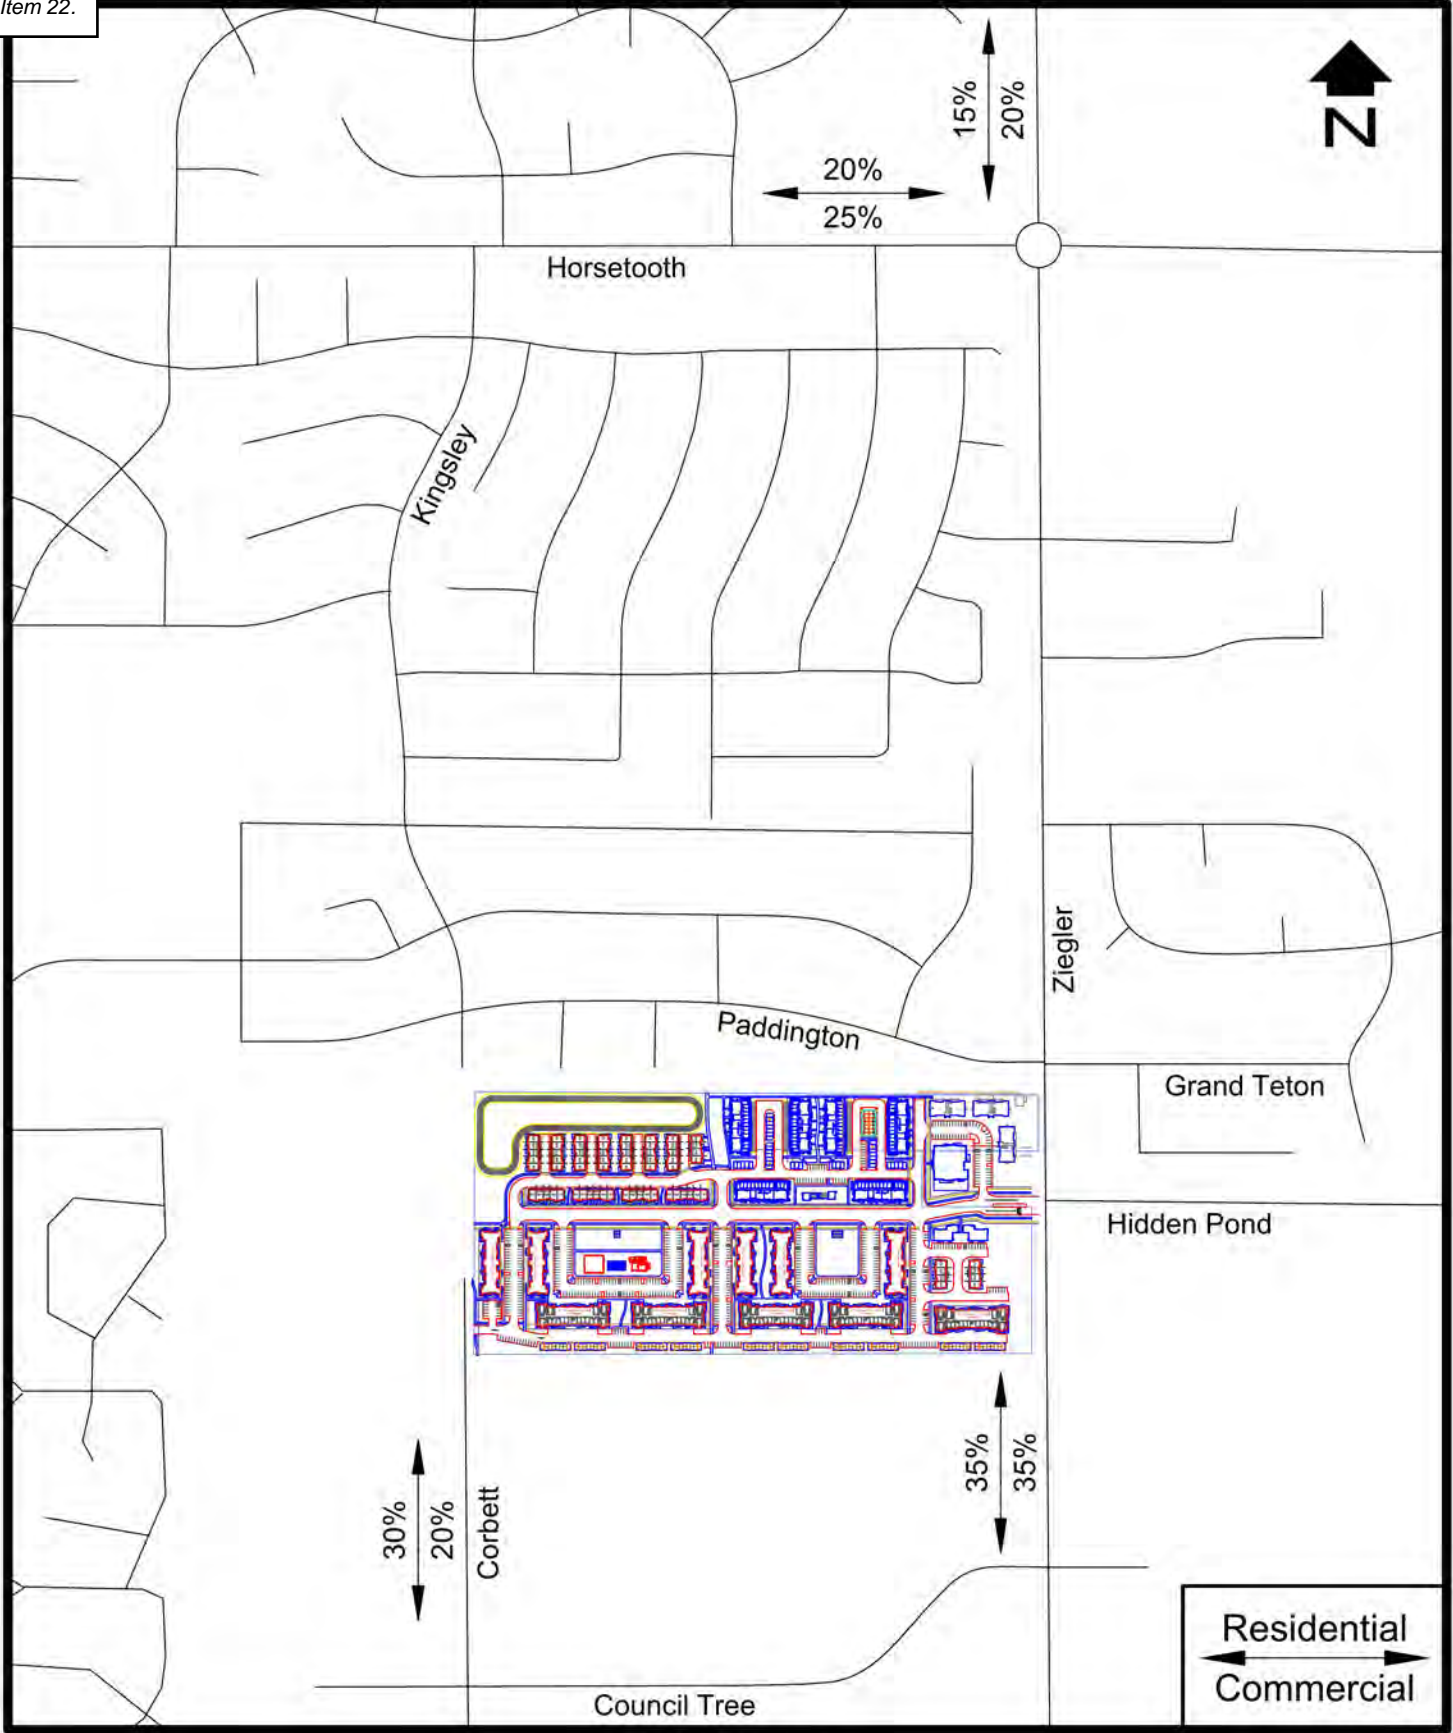 Item 22.
15%
20%
N
20%
25%
Horsetooth
Kingsley
Ziegler
Paddington
Grand Teton
Hidden Pond
35%
35%
30%
20%
Corbett
Residential
Commercial
Council Tree